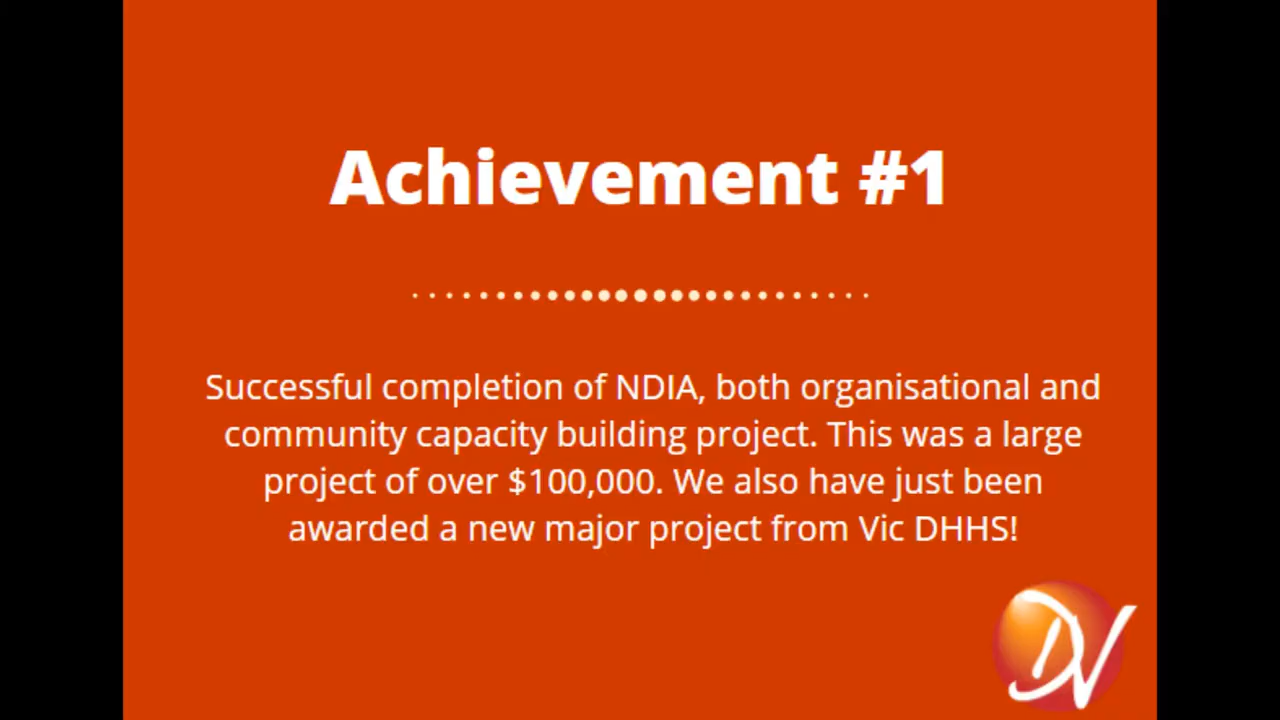 Achievement #1
Successful completion of NDIA, both organisational and
community capacity building project. This was a large
project of over $100,000. We also have just been
awarded a new major project from Vic DHHS!
DV